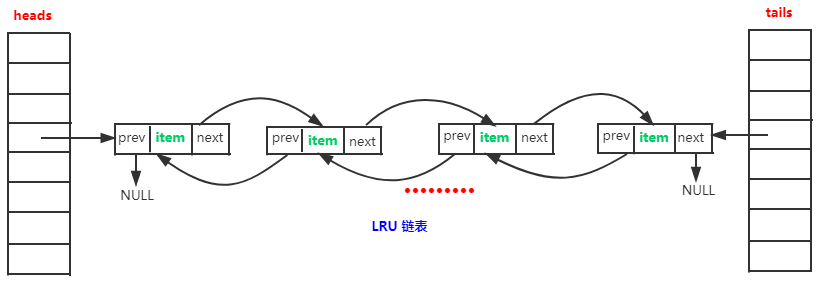 heads
tails
prev item next
prev item next
prev item next
prev item next
NULL
NULL
LRU 链表